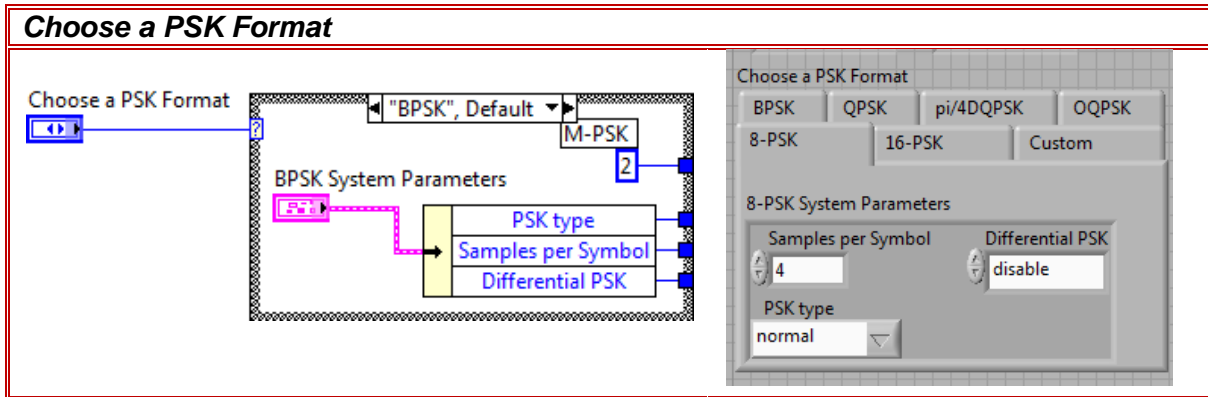 Choose a PSK Format
Choose a PSK Format
"BPSK", Default
?
M-PSK
2
BPSK System Parameters
PSK type
Samples per Symbol
Differential PSK
Choose a PSK Format
BPSK QPSK pi/4DQPSK OQPSK
8-PSK 16-PSK Custom
8-PSK System Parameters
Samples per Symbol Differential PSK
4 disable
PSK type
normal